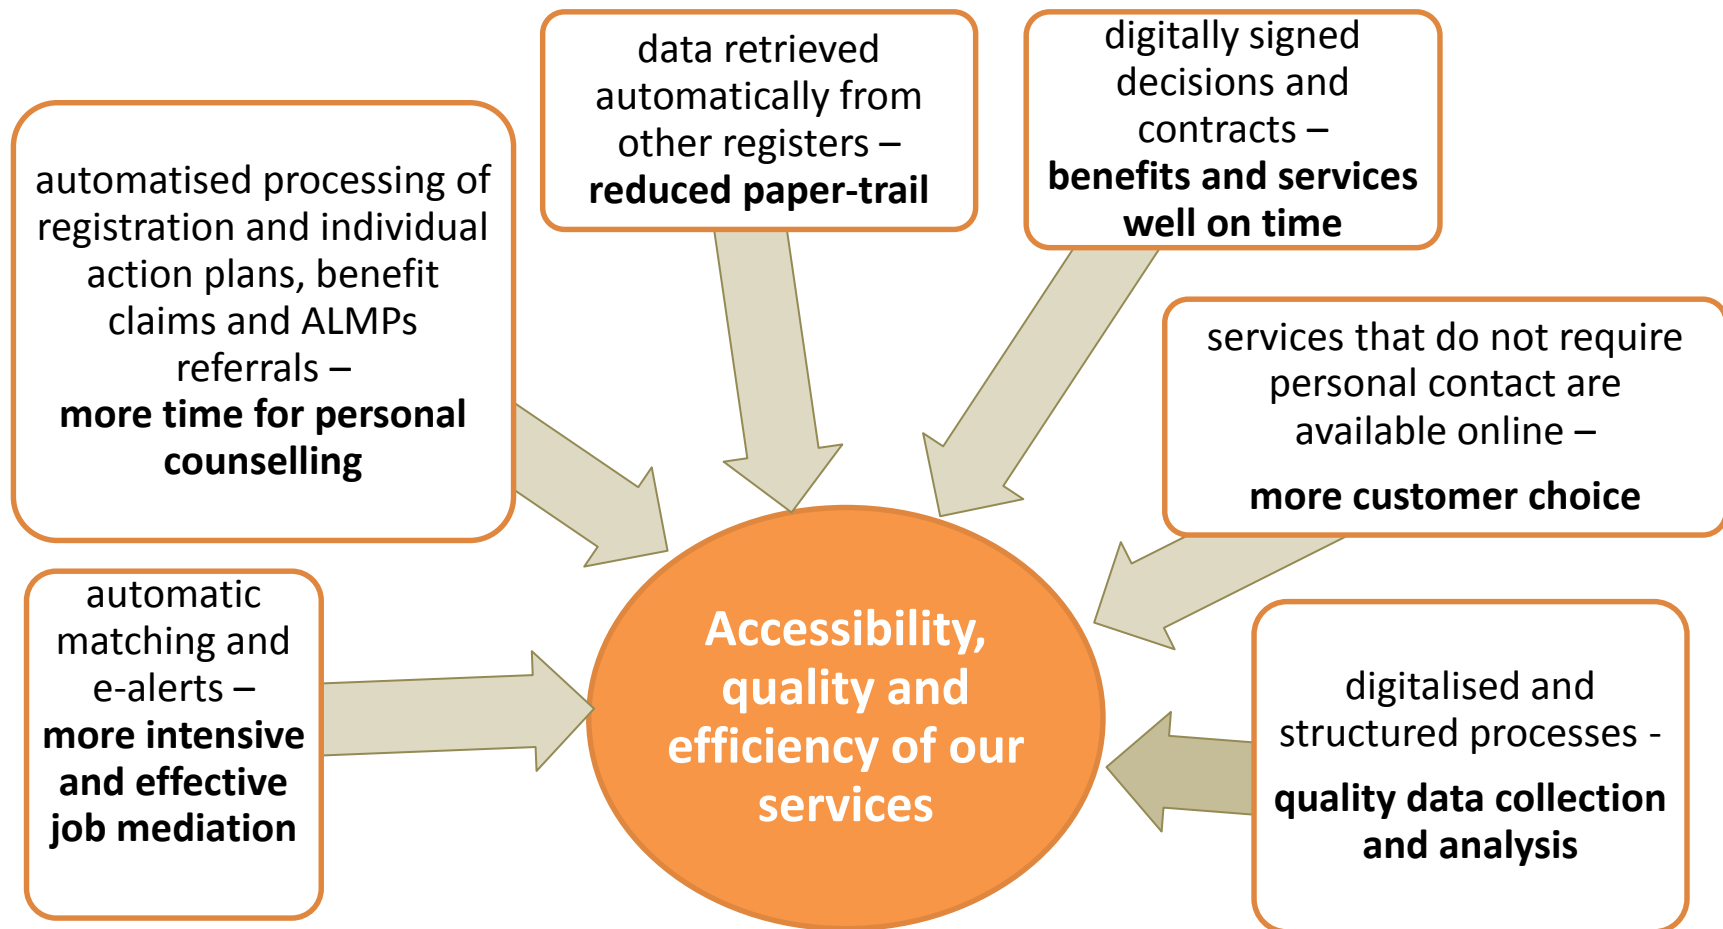 data retrieved
automatically from
other registers –
reduced paper-trail
digitally signed
decisions and
contracts –
benefits and services
well on time
automatised processing of
registration and individual
action plans, benefit
claims and ALMPs
referrals –
more time for personal
counselling
services that do not require
personal contact are
available online –
more customer choice
automatic
matching and
e-alerts –
more intensive
and effective
job mediation
Accessibility,
quality and
efficiency of our
services
digitalised and
structured processes -
quality data collection
and analysis